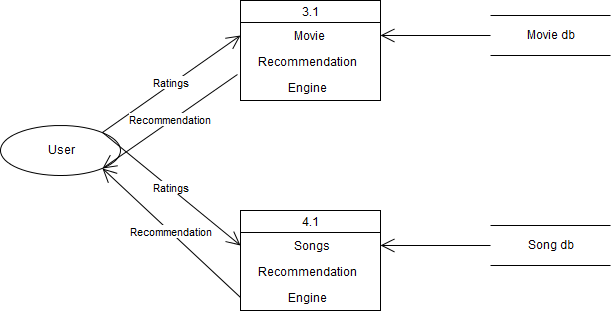 3.1
Movie
Recommendation
Engine
Movie db
Ratings
Recommendation
User
Ratings
Recommendation
4.1
Songs
Recommendation
Engine
Song db